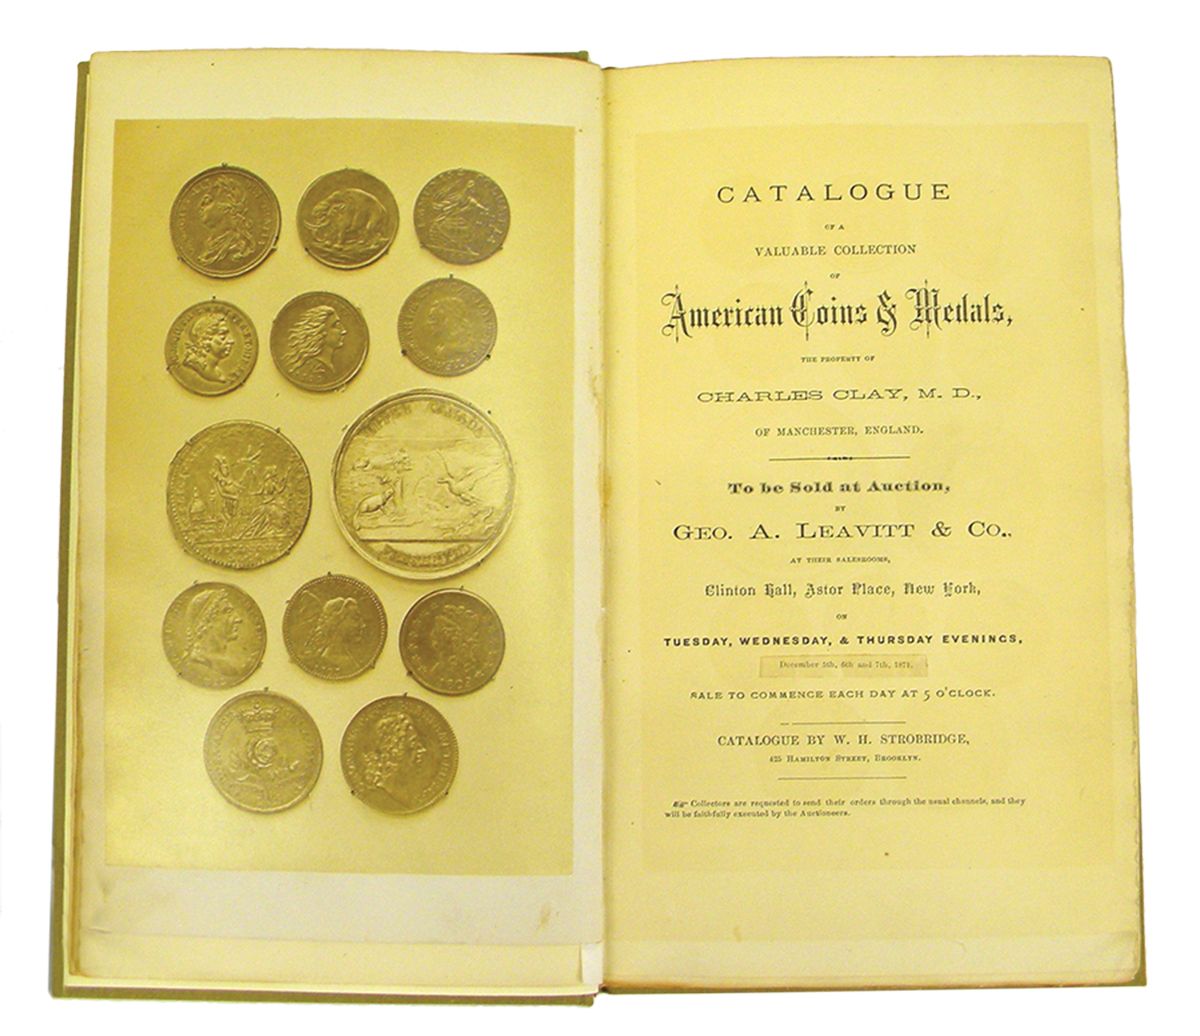 UPPER CANADA
CATALOGUE
OF A
VALUABLE COLLECTION
OF
American Coins & Medals,
THE PROPERTY OF
CHARLES CLAY, M. D.,
OF MANCHESTER, ENGLAND.
To be Sold at Auction,
BY
GEO. A. LEAVITT & CO.,
AT THEIR SALESROOMS,
Clinton Hall, Astor Place, New York,
ON
TUESDAY, WEDNESDAY, & THURSDAY EVENINGS,
December 5th, 6th and 7th, 1871.
SALE TO COMMENCE EACH DAY AT 5 O'CLOCK.
CATALOGUE BY W. H. STROBRIDGE,
425 HAMILTON STREET, BROOKLYN.
☞ Collectors are requested to send their orders through the usual channels, and they
will be faithfully executed by the Auctioneers.